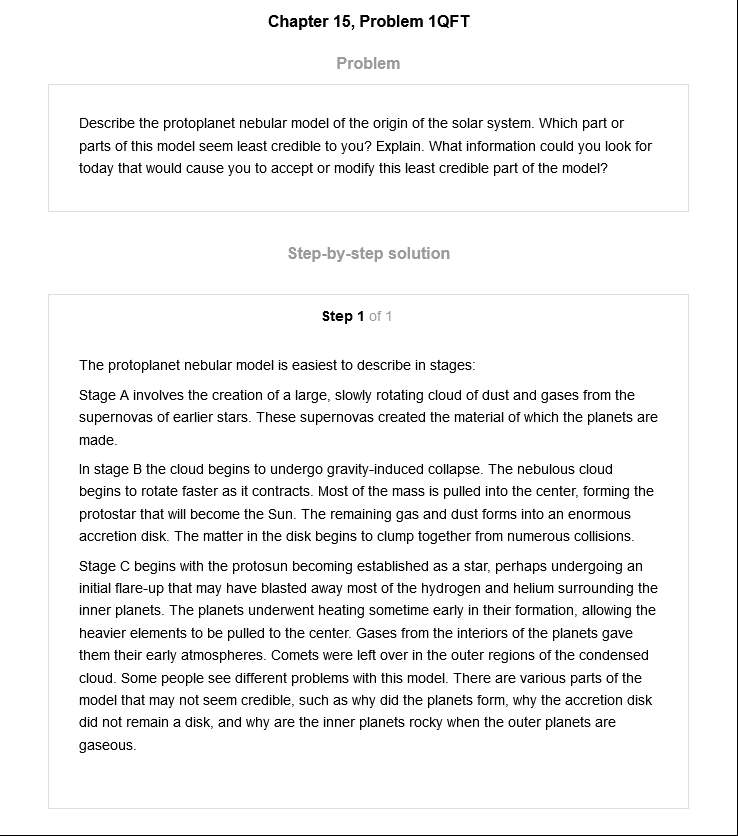 Chapter 15, Problem 1QFT
Problem
Describe the protoplanet nebular model of the origin of the solar system. Which part or
parts of this model seem least credible to you? Explain. What information could you look for
today that would cause you to accept or modify this least credible part of the model?
Step-by-step solution
Step 1 of 1
The protoplanet nebular model is easiest to describe in stages:
Stage A involves the creation of a large, slowly rotating cloud of dust and gases from the
supernovas of earlier stars. These supernovas created the material of which the planets are
made.
In stage B the cloud begins to undergo gravity-induced collapse. The nebulous cloud
begins to rotate faster as it contracts. Most of the mass is pulled into the center, forming the
protostar that will become the Sun. The remaining gas and dust forms into an enormous
accretion disk. The matter in the disk begins to clump together from numerous collisions.
Stage C begins with the protosun becoming established as a star, perhaps undergoing an
initial flare-up that may have blasted away most of the hydrogen and helium surrounding the
inner planets. The planets underwent heating sometime early in their formation, allowing the
heavier elements to be pulled to the center. Gases from the interiors of the planets gave
them their early atmospheres. Comets were left over in the outer regions of the condensed
cloud. Some people see different problems with this model. There are various parts of the
model that may not seem credible, such as why did the planets form, why the accretion disk
did not remain a disk, and why are the inner planets rocky when the outer planets are
gaseous.